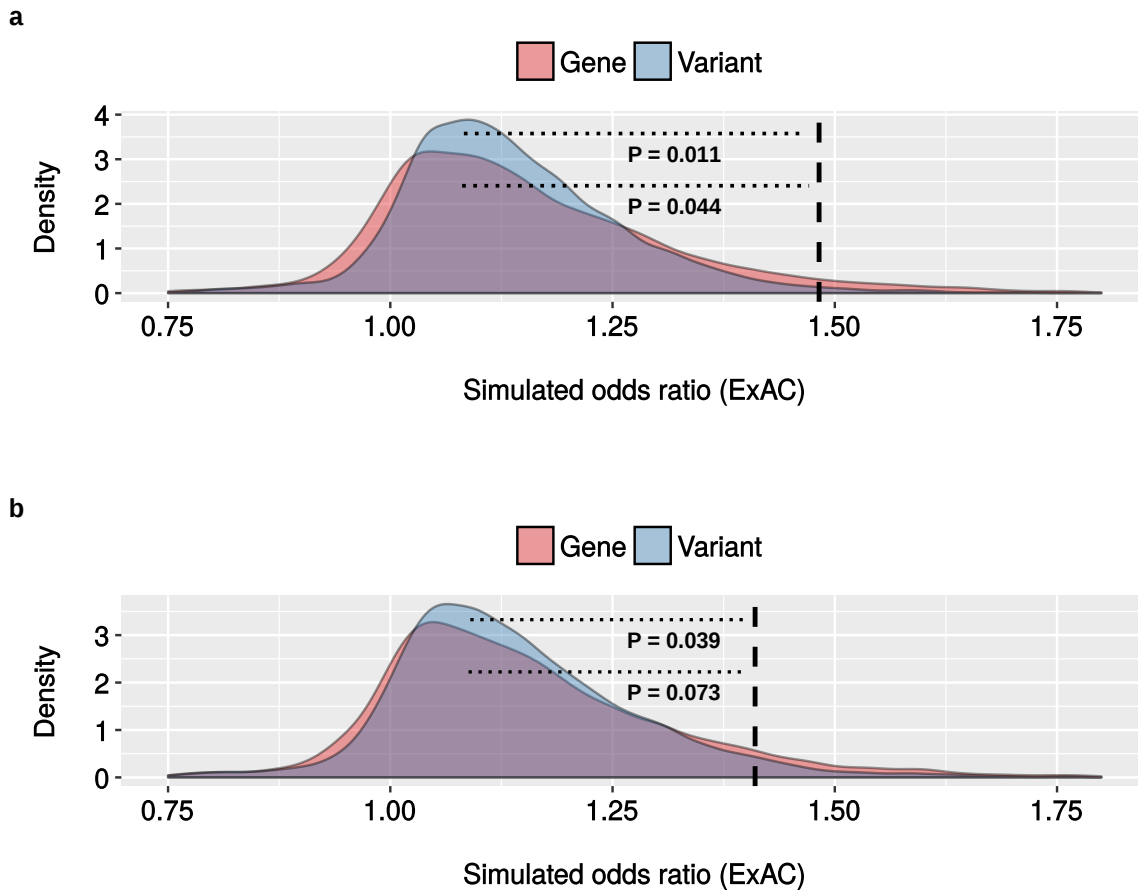 a
Gene Variant
4
3
2
1
0
Density
P = 0.011
P = 0.044
0.75 1.00 1.25 1.50 1.75
Simulated odds ratio (ExAC)
b
Gene Variant
3
2
1
0
Density
P = 0.039
P = 0.073
0.75 1.00 1.25 1.50 1.75
Simulated odds ratio (ExAC)